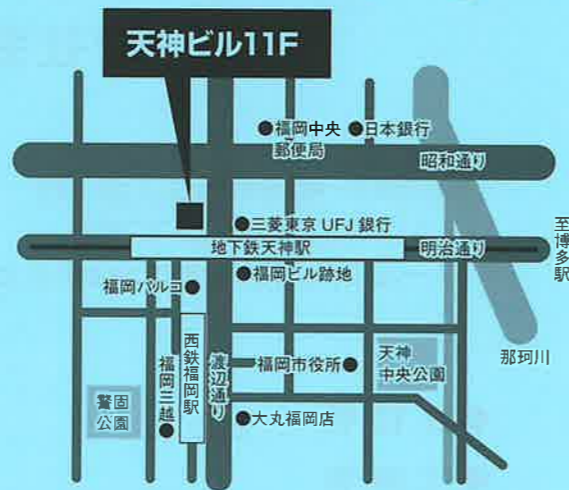 天神ビル11F
福岡中央
郵便局
日本銀行
昭和通り
三菱東京UFJ銀行
地下鉄天神駅
明治通り
至博多駅
福岡ビル跡地
福岡パルコ
那珂川
西鉄福岡駅
渡辺通り
福岡市役所
天神
中央公園
福岡三越
警固
公園
大丸福岡店